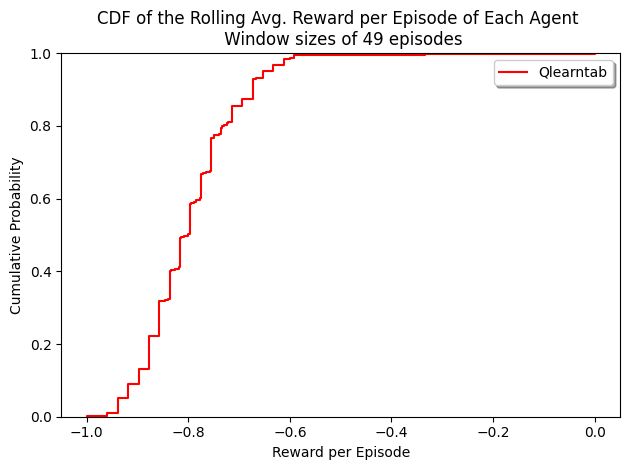 CDF of the Rolling Avg. Reward per Episode of Each Agent
Window sizes of 49 episodes
Qlearntab
Cumulative Probability
1.0
0.8
0.6
0.4
0.2
0.0
−1.0 −0.8 −0.6 −0.4 −0.2 0.0
Reward per Episode